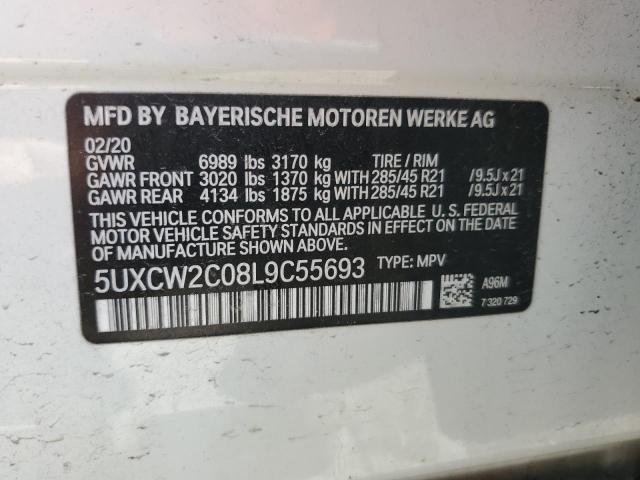 MFD BY BAYERISCHE MOTOREN WERKE AG
02/20
GVWR 6989 lbs 3170 kg TIRE / RIM
GAWR FRONT 3020 lbs 1370 kg WITH 285/45 R21 /9.5J x 21
GAWR REAR 4134 lbs 1875 kg WITH 285/45 R21 /9.5J x 21
THIS VEHICLE CONFORMS TO ALL APPLICABLE U. S. FEDERAL
MOTOR VEHICLE SAFETY STANDARDS IN EFFECT ON THE DATE
OF MANUFACTURE SHOWN ABOVE.
5UXCW2C08L9C55693 TYPE: MPV
A96M
7 320 729